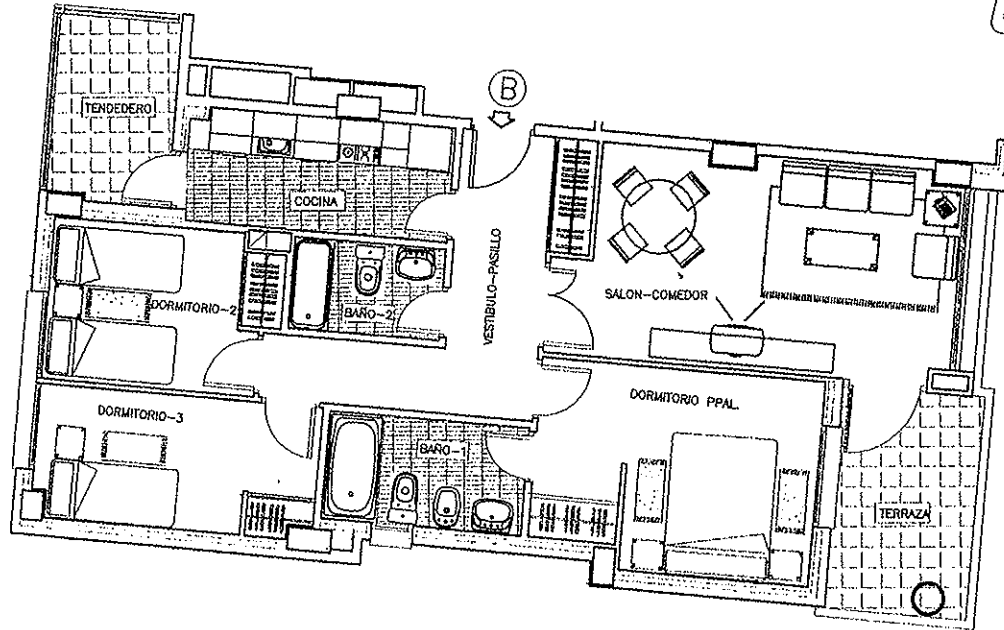 B
TENDEDERO
COCINA
DORMITORIO-2
BAÑO-2
VESTIBULO-PASILLO
SALON-COMEDOR
DORMITORIO-3
BAÑO-1
DORMITORIO PPAL.
TERRAZA